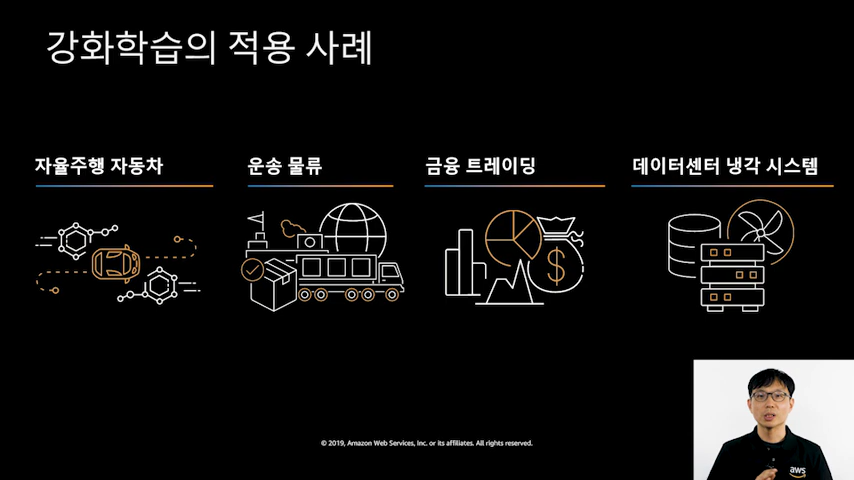 강화학습의 적용 사례
자율주행 자동차
운송 물류
금융 트레이딩
데이터센터 냉각 시스템
$
© 2019, Amazon Web Services, Inc. or its affiliates. All rights reserved.
aws